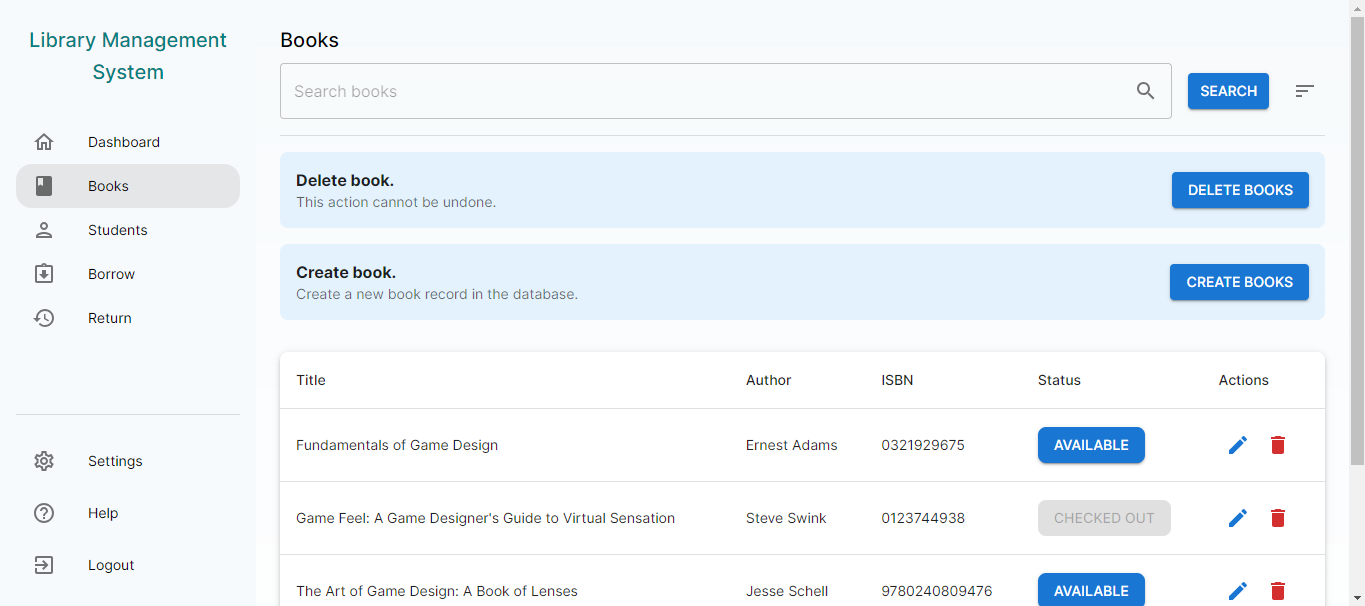 Library Management
System
Dashboard
Books
Students
Borrow
Return
Settings
Help
Logout
Books
Search books
SEARCH
Delete book.
This action cannot be undone.
DELETE BOOKS
Create book.
Create a new book record in the database.
CREATE BOOKS
Title Author ISBN Status Actions
Fundamentals of Game Design Ernest Adams 0321929675 AVAILABLE
Game Feel: A Game Designer's Guide to Virtual Sensation Steve Swink 0123744938 CHECKED OUT
The Art of Game Design: A Book of Lenses Jesse Schell 9780240809476 AVAILABLE